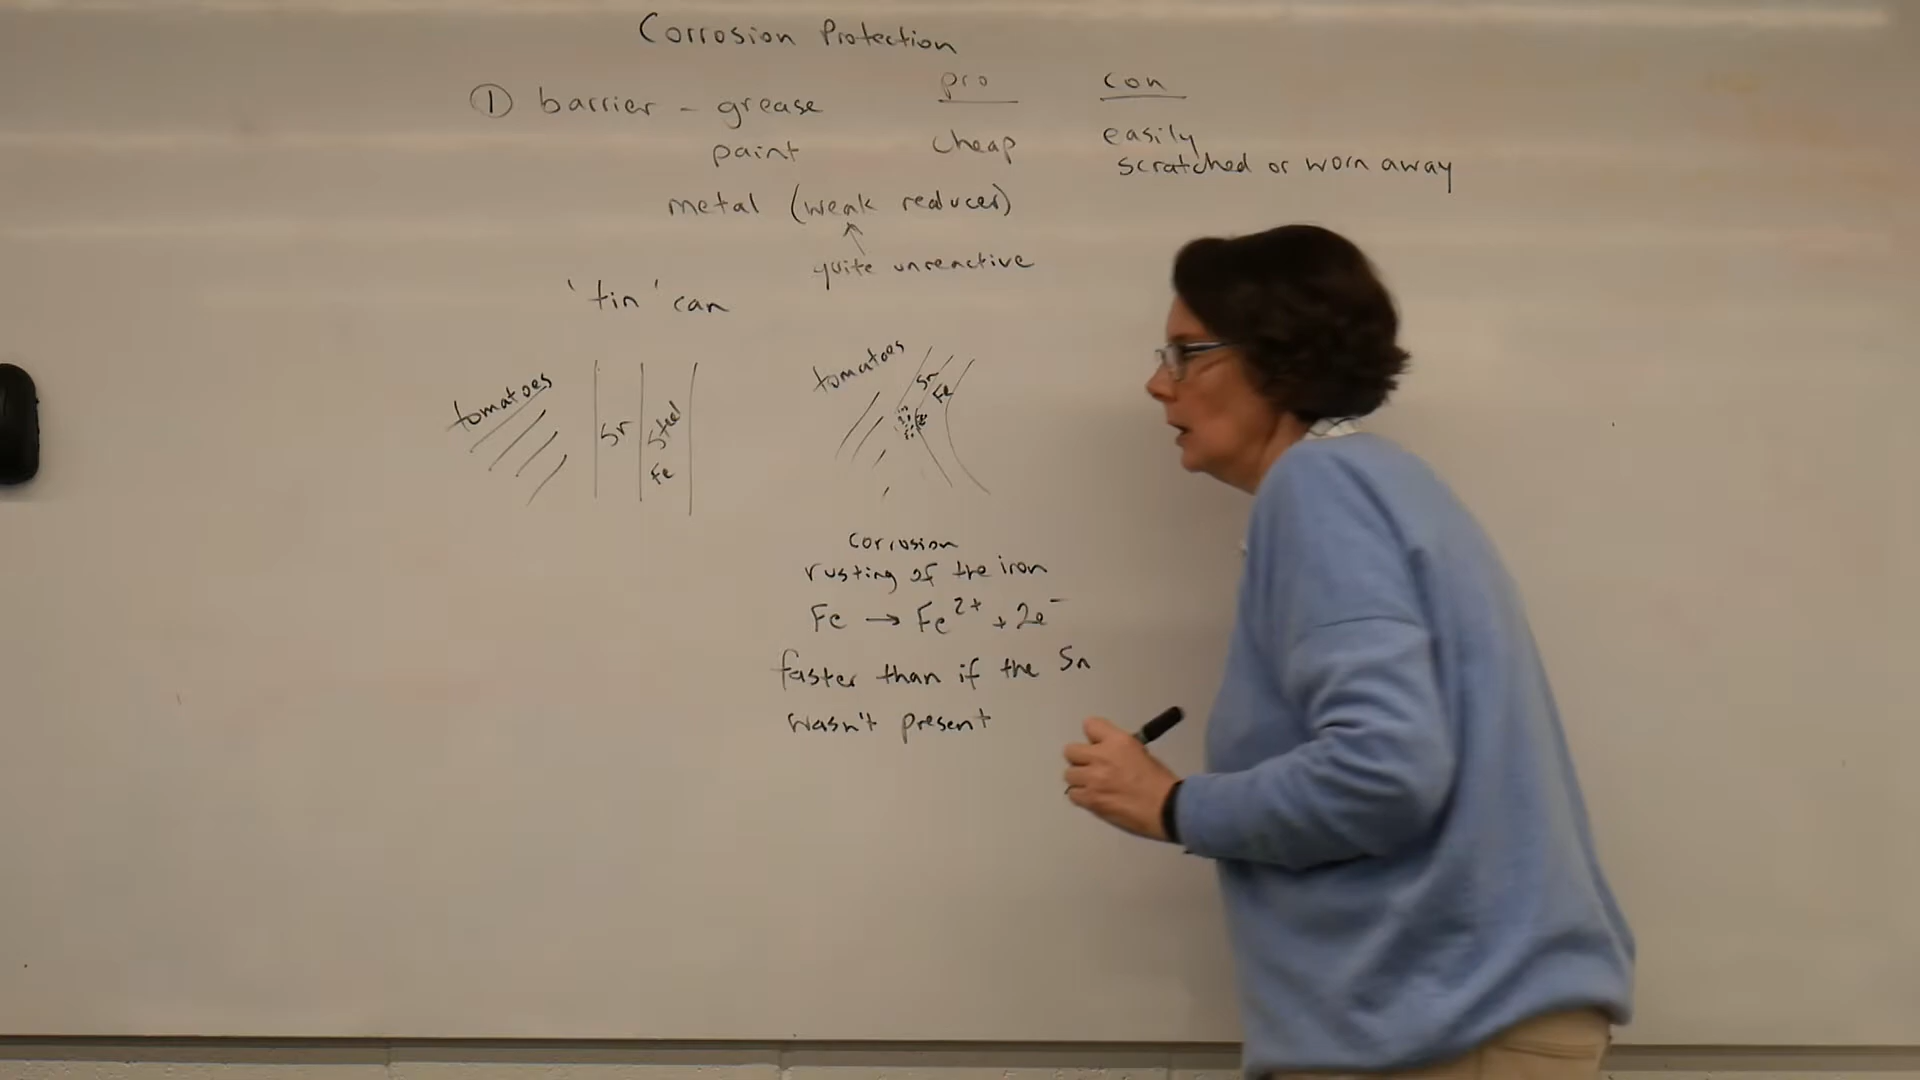 Corrosion Protection
pro con
① barrier - grease
paint cheap easily
scratched or worn away
metal (weak reducer)
quite unreactive
'tin' can
tomatoes
Sn
Steel
Fe
tomatoes
Sn
Fe
corrosion
rusting of the iron
Fe → Fe²⁺ + 2e⁻
faster than if the Sn
wasn't present